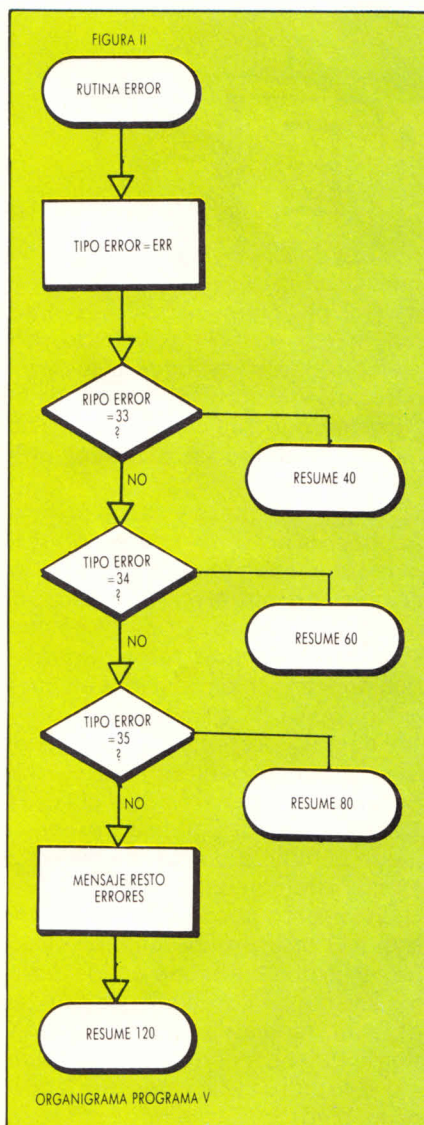 FIGURA II
RUTINA ERROR
TIPO ERROR=ERR
RIPO ERROR
=33
?
RESUME 40
NO
TIPO ERROR
=34
?
RESUME 60
NO
TIPO ERROR
=35
?
RESUME 80
NO
MENSAJE RESTO
ERRORES
RESUME 120
ORGANIGRAMA PROGRAMA V